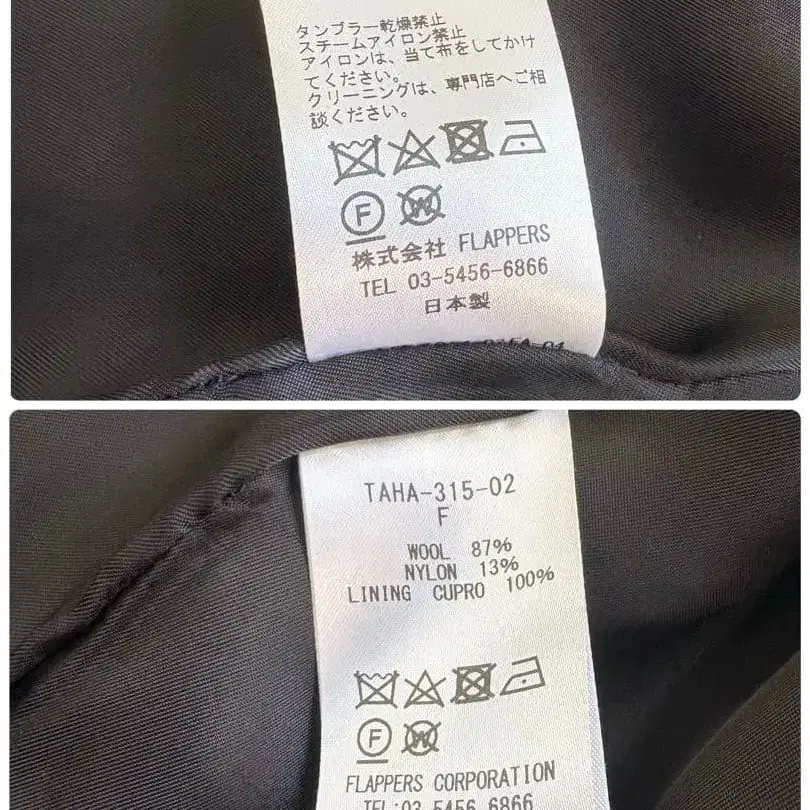 タンブラー乾燥禁止
スチームアイロン禁止
アイロンは、当て布をしてかけ
てください。
クリーニングは、専門店へご相
談ください。
F W
株式会社 FLAPPERS
TEL 03-5456-6866
日本製
TAHA-315-02
F
WOOL 87%
NYLON 13%
LINING CUPRO 100%
F W
FLAPPERS CORPORATION
TEL:03-5456-6866